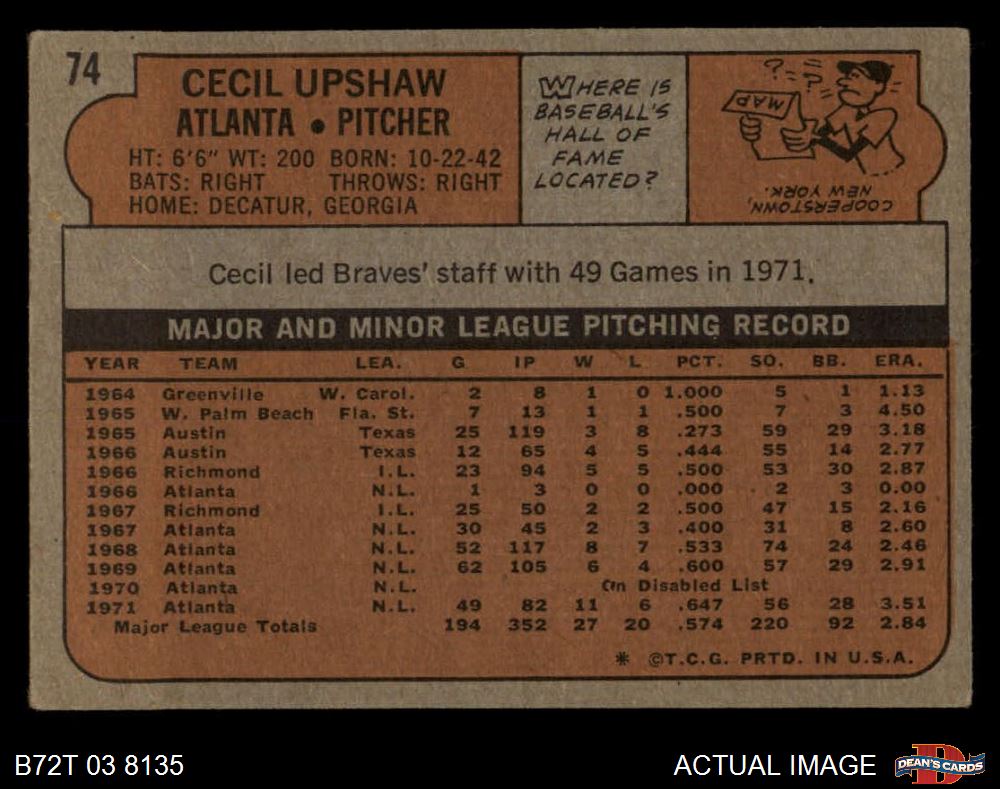 74
CECIL UPSHAW
ATLANTA • PITCHER
HT: 6'6" WT: 200 BORN: 10-22-42
BATS: RIGHT THROWS: RIGHT
HOME: DECATUR, GEORGIA
WHERE IS
BASEBALL'S
HALL OF
FAME
LOCATED?
? = = ?
MAP
COOPERSTOWN,
NEW YORK.
Cecil led Braves' staff with 49 Games in 1971.
MAJOR AND MINOR LEAGUE PITCHING RECORD
YEAR TEAM LEA. G IP W L PCT. SO. BB. ERA.
1964 Greenville W. Carol. 2 8 1 0 1.000 5 1 1.13
1965 W. Palm Beach Fla. St. 7 13 1 1 .500 7 3 4.50
1965 Austin Texas 25 119 3 8 .273 59 29 3.18
1966 Austin Texas 12 65 4 5 .444 55 14 2.77
1966 Richmond I.L. 23 94 5 5 .500 53 30 2.87
1966 Atlanta N.L. 1 3 0 0 .000 2 3 0.00
1967 Richmond I.L. 25 50 2 2 .500 47 15 2.16
1967 Atlanta N.L. 30 45 2 3 .400 31 8 2.60
1968 Atlanta N.L. 52 117 8 7 .533 74 24 2.46
1969 Atlanta N.L. 62 105 6 4 .600 57 29 2.91
1970 Atlanta N.L. On Disabled List
1971 Atlanta N.L. 49 82 11 6 .647 56 28 3.51
Major League Totals 194 352 27 20 .574 220 92 2.84
* ©T.C.G. PRTD. IN U.S.A.
B72T 03 8135
ACTUAL IMAGE
D
DEAN'S CARDS